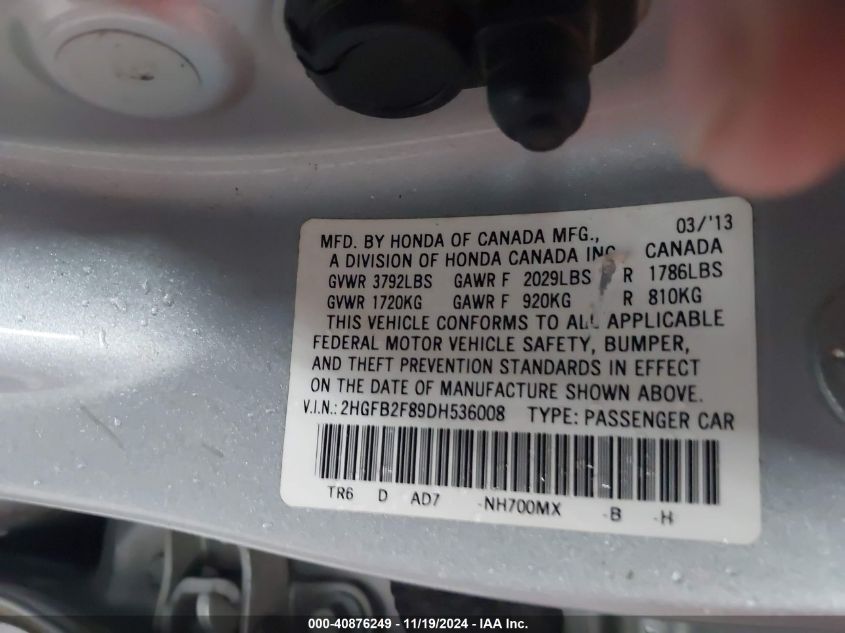 03/'13
MFD. BY HONDA OF CANADA MFG.,
A DIVISION OF HONDA CANADA INC. CANADA
GVWR 3792LBS GAWR F 2029LBS R 1786LBS
GVWR 1720KG GAWR F 920KG R 810KG
THIS VEHICLE CONFORMS TO ALL APPLICABLE
FEDERAL MOTOR VEHICLE SAFETY, BUMPER,
AND THEFT PREVENTION STANDARDS IN EFFECT
ON THE DATE OF MANUFACTURE SHOWN ABOVE.
V.I.N.: 2HGFB2F89DH536008 TYPE: PASSENGER CAR
TR6 D AD7 -NH700MX -B -H
000-40876249 - 11/19/2024 - IAA Inc.